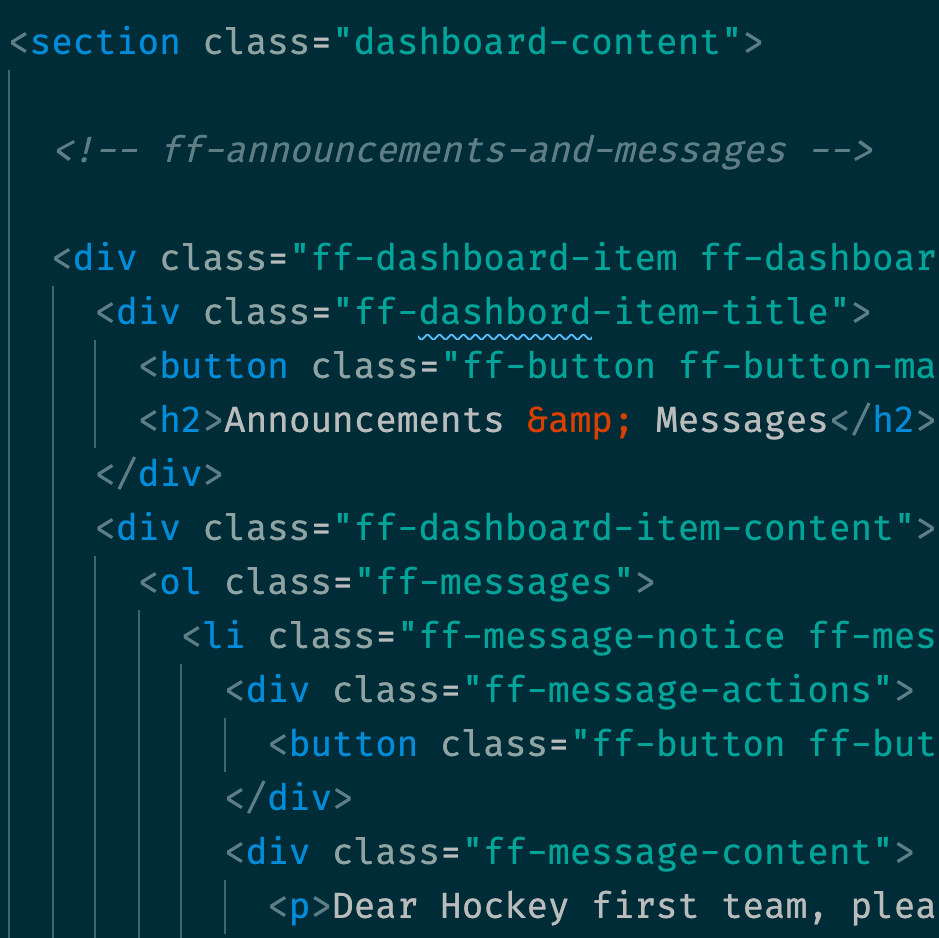 <section class="dashboard-content">
<!-- ff-announcements-and-messages -->
<div class="ff-dashboard-item ff-dashboar
<div class="ff-dashbord-item-title">
<button class="ff-button ff-button-ma
<h2>Announcements &amp; Messages</h2>
</div>
<div class="ff-dashboard-item-content">
<ol class="ff-messages">
<li class="ff-message-notice ff-mes
<div class="ff-message-actions">
<button class="ff-button ff-but
</div>
<div class="ff-message-content">
<p>Dear Hockey first team, plea